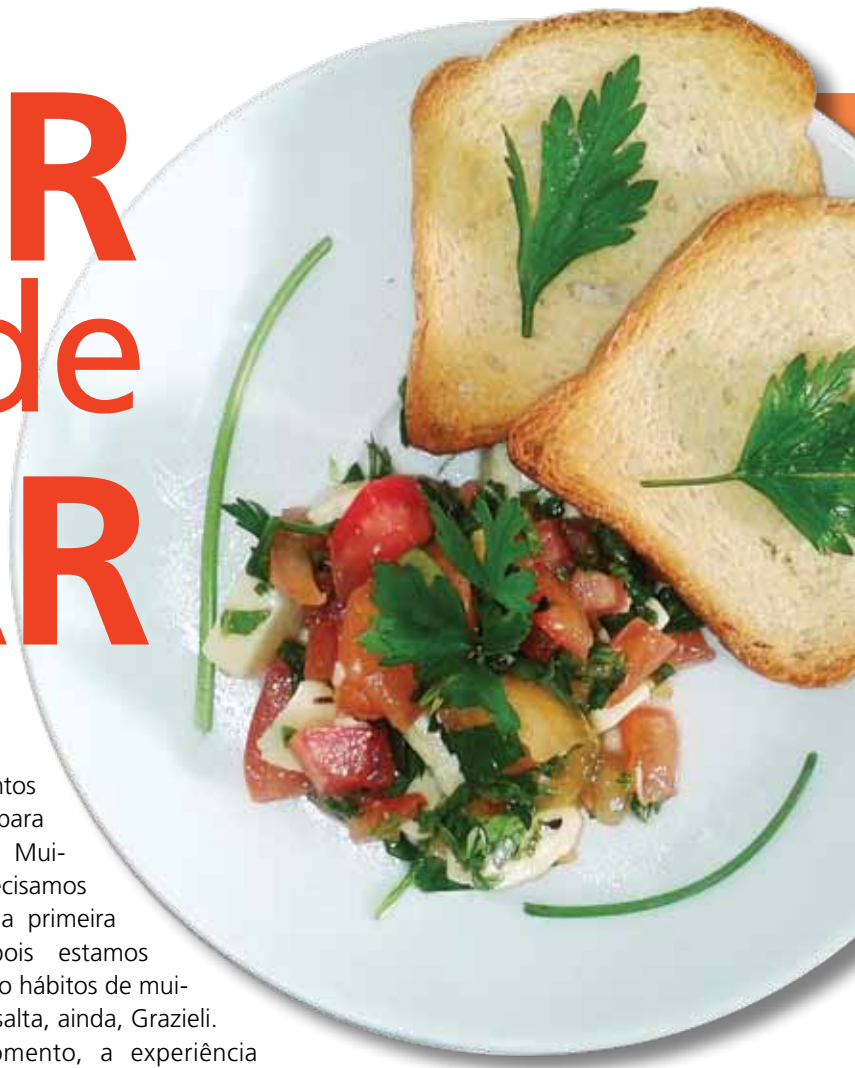 R
de
AR
ntos
para
Mui-
ecisamos
a primeira
pois estamos
o hábitos de mui-
salta, ainda, Grazieli.
omento, a experiência